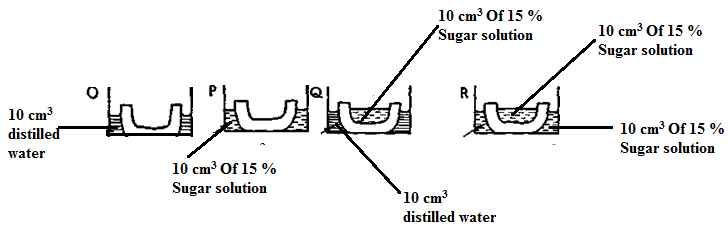 10 cm³ Of 15 %
Sugar solution
10 cm³ Of 15 %
Sugar solution
O
P
Q
R
10 cm³
distilled
water
10 cm³ Of 15 %
Sugar solution
10 cm³ Of 15 %
Sugar solution
10 cm³
distilled water